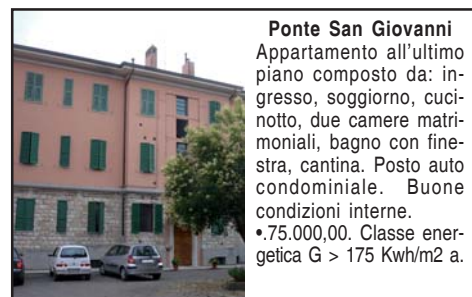 Ponte San Giovanni
Appartamento all'ultimo
piano composto da: in-
gresso, soggiorno, cuci-
notto, due camere matri-
moniali, bagno con fine-
stra, cantina. Posto auto
condominiale. Buone
condizioni interne.
•.75.000,00. Classe ener-
getica G > 175 Kwh/m2 a.